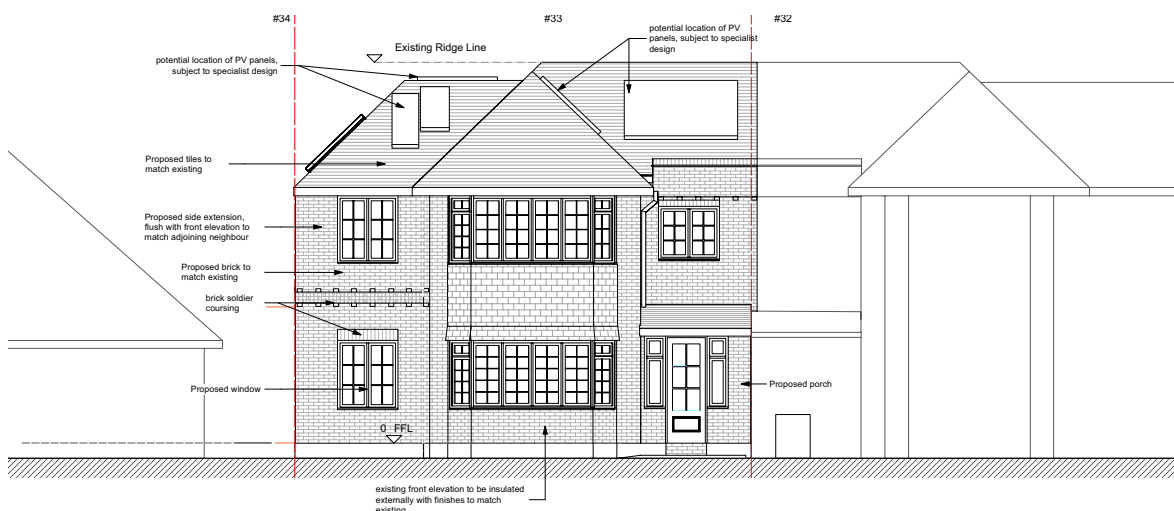 #34
#33
#32
potential location of PV
panels, subject to specialist
design
Existing Ridge Line
potential location of PV panels,
subject to specialist design
Proposed tiles to
match existing
Proposed side extension,
flush with front elevation to
match adjoining neighbour
Proposed brick to
match existing
brick soldier
coursing
Proposed window
Proposed porch
0 FFL
existing front elevation to be insulated
externally with finishes to match
existing